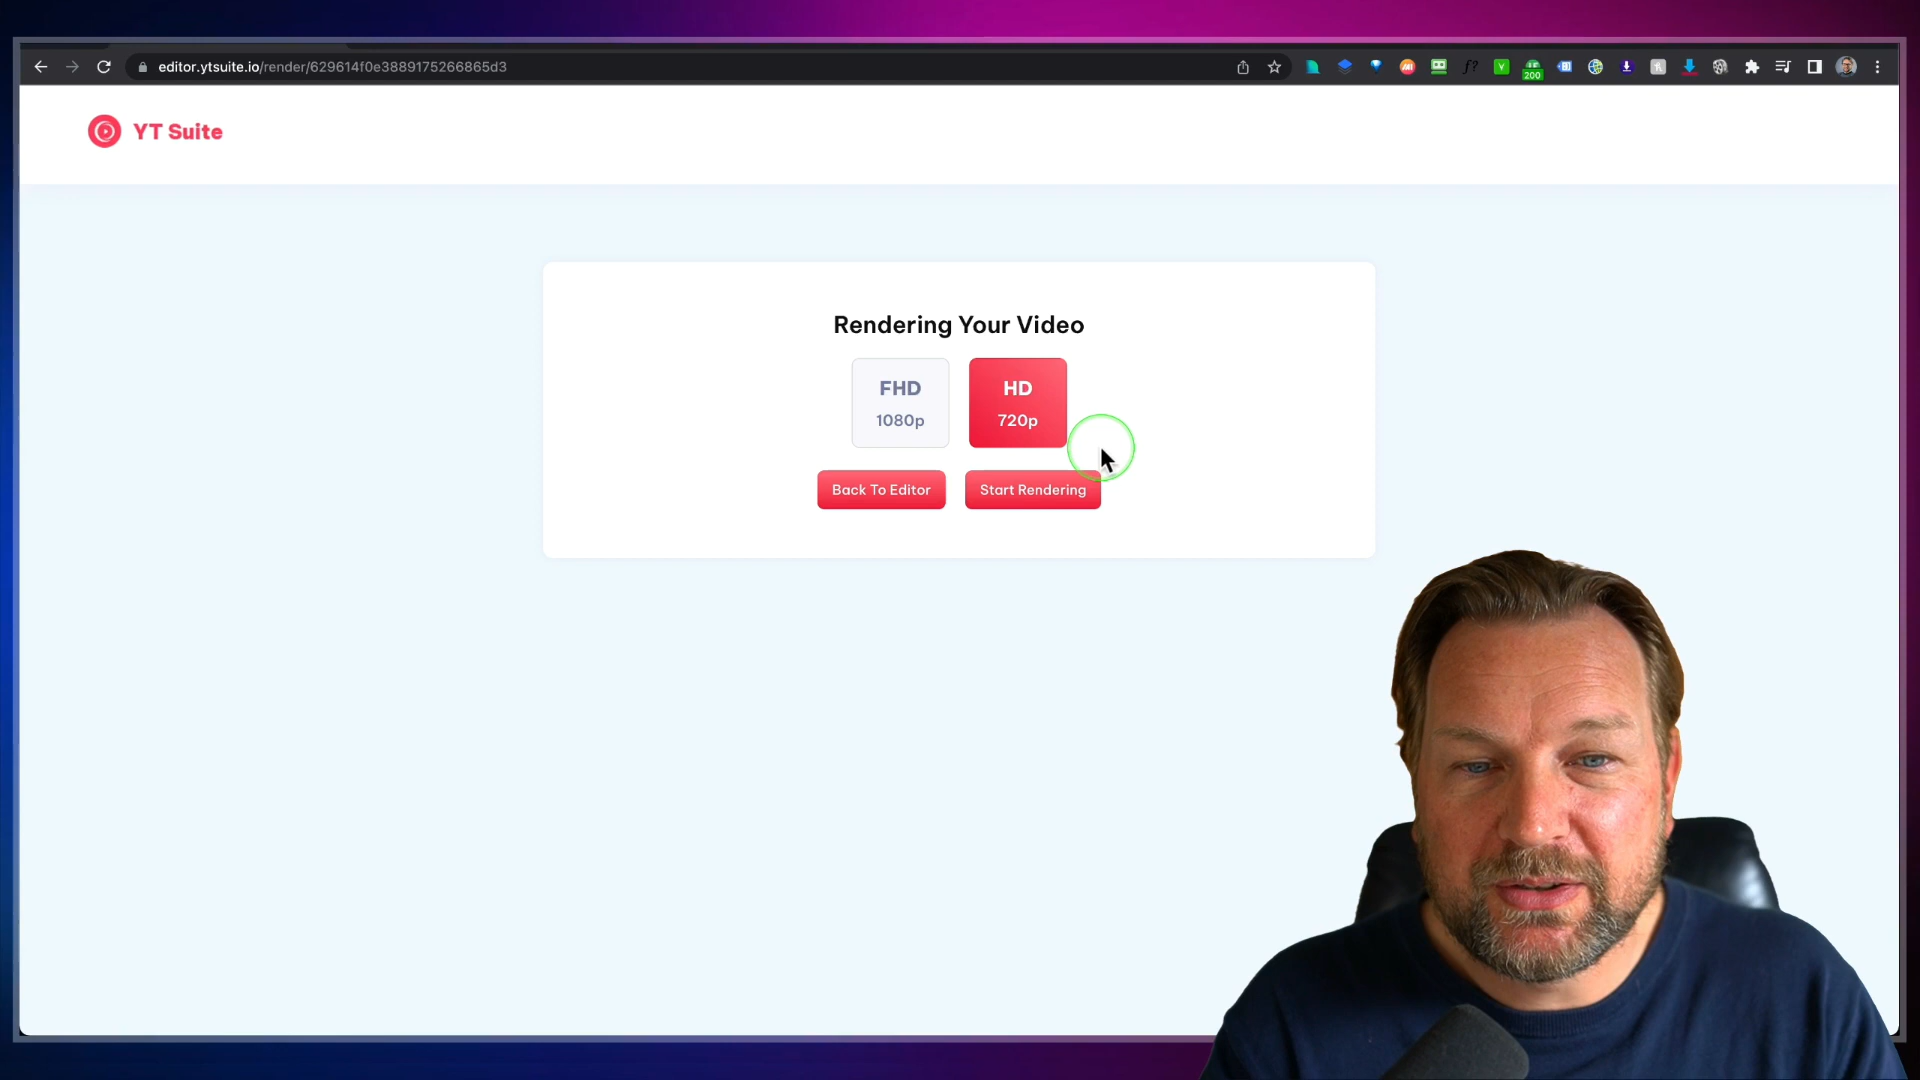 editor.ytsuite.io/render/629614f0e3889175266865d3
200
YT Suite
Rendering Your Video
FHD
1080p
HD
720p
Back To Editor
Start Rendering